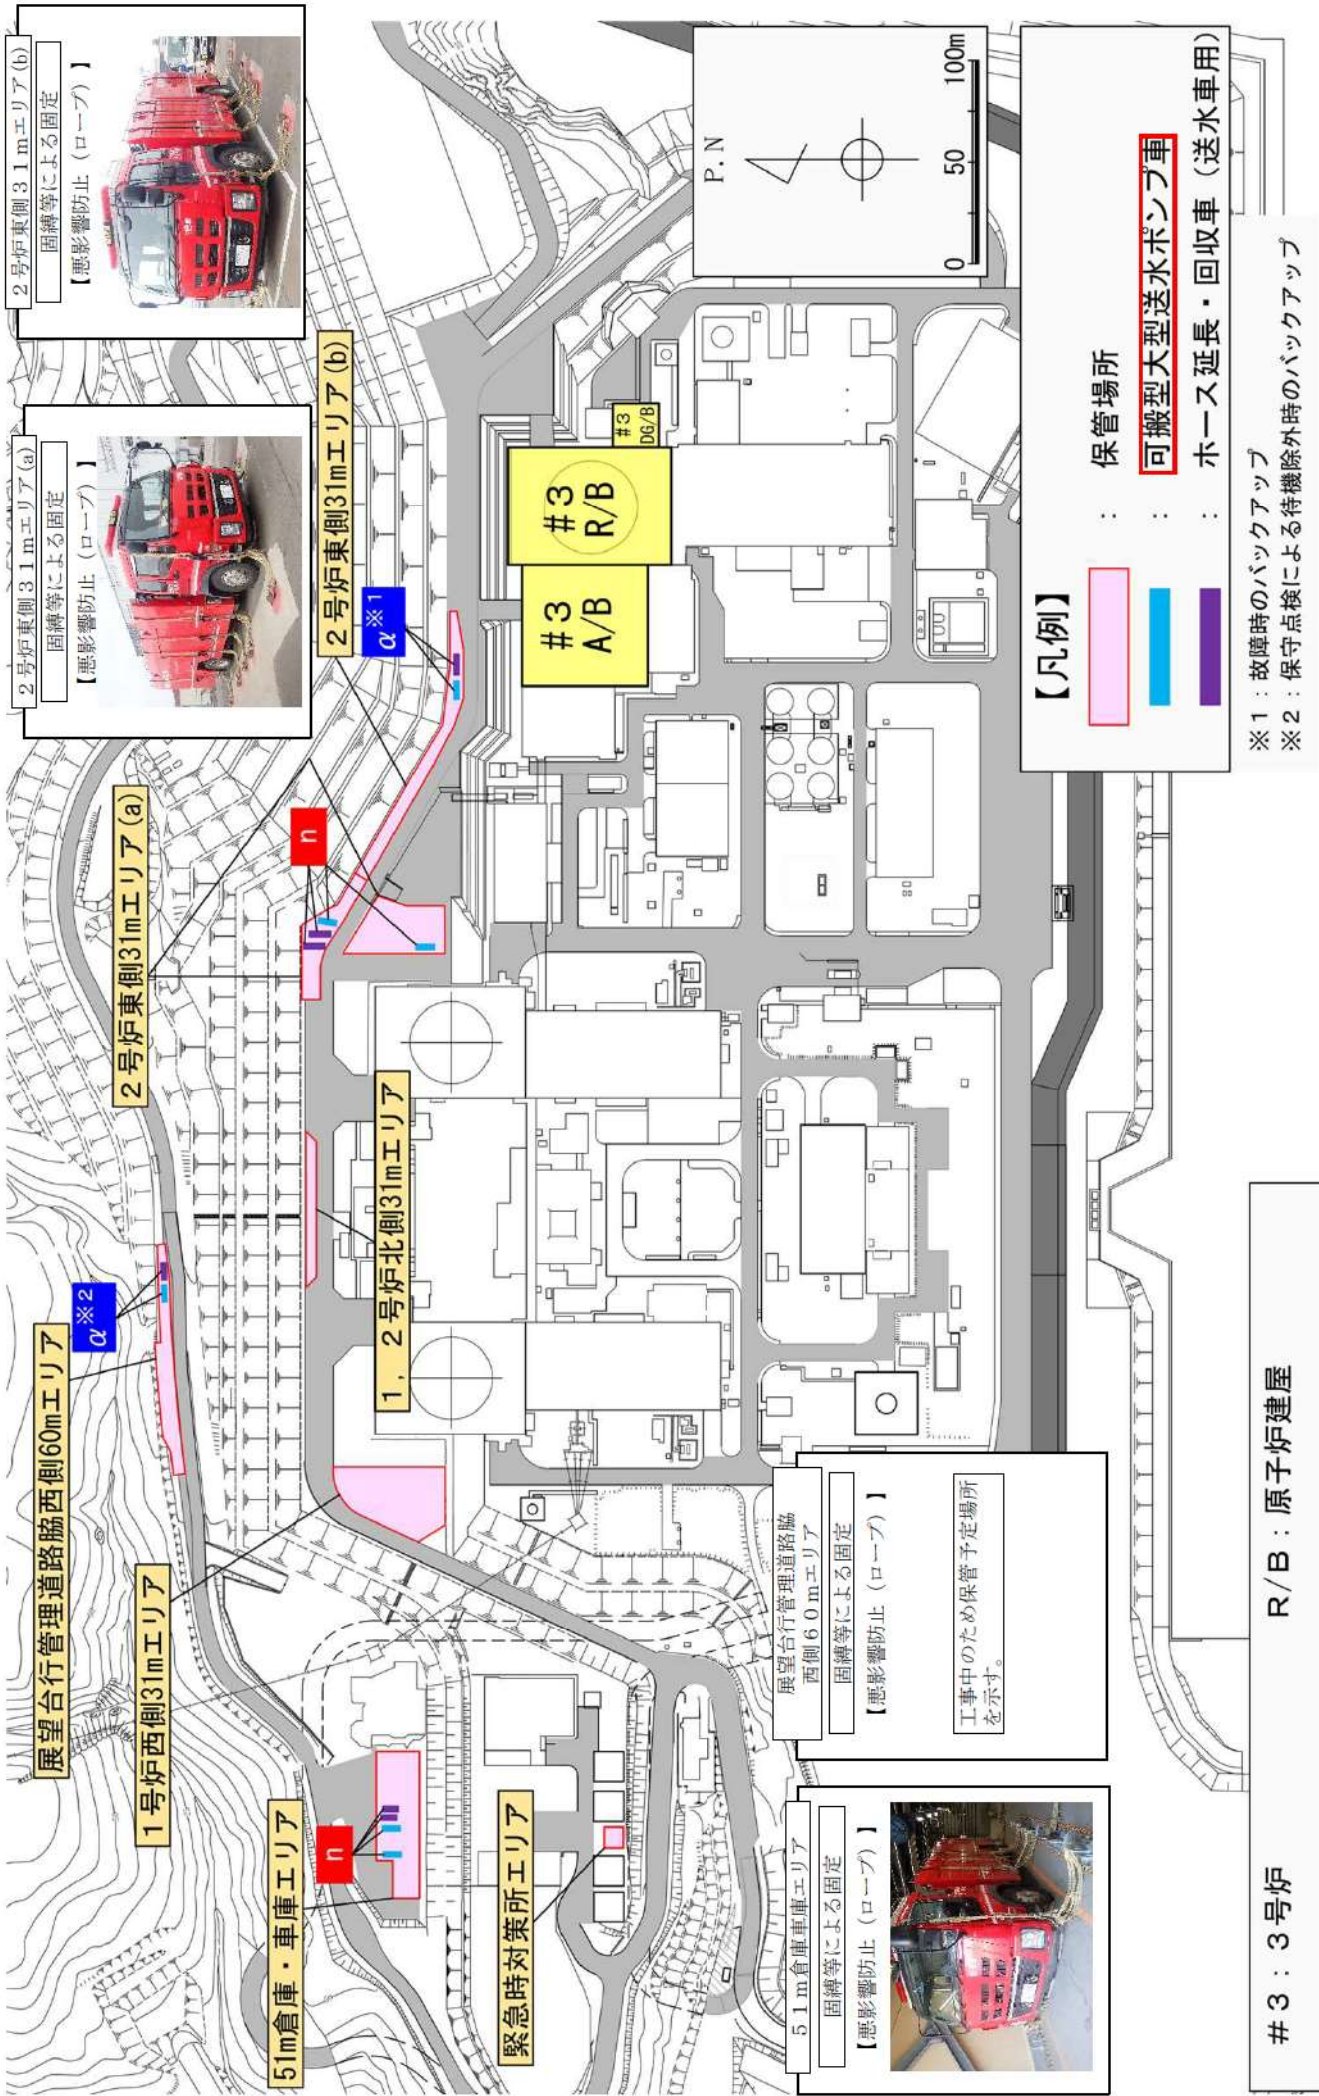 51m倉庫・車庫エリア
n
緊急時対策所エリア
展望台行管理道路脇西側60mエリア
α※2
1号炉西側31mエリア
1，2号炉北側31mエリア
2号炉東側31mエリア(a)
n
2号炉東側31mエリア(b)
α※1
#3
A/B
#3
R/B
#3
DG/B
２号炉東側３１ｍエリア(a)
固縛等による固定
【悪影響防止（ロープ）】
２号炉東側３１ｍエリア(b)
固縛等による固定
【悪影響防止（ロープ）】
５１ｍ倉庫車庫エリア
固縛等による固定
【悪影響防止（ロープ）】
展望台行管理道路脇
西側６０ｍエリア
固縛等による固定
【悪影響防止（ロープ）】
工事中のため保管予定場所
を示す。
P.N
0 50 100m
【凡例】
：保管場所
：可搬型大型送水ポンプ車
：ホース延長・回収車（送水車用）
※1：故障時のバックアップ
※2：保守点検による待機除外時のバックアップ
#3：3号炉 R/B：原子炉建屋